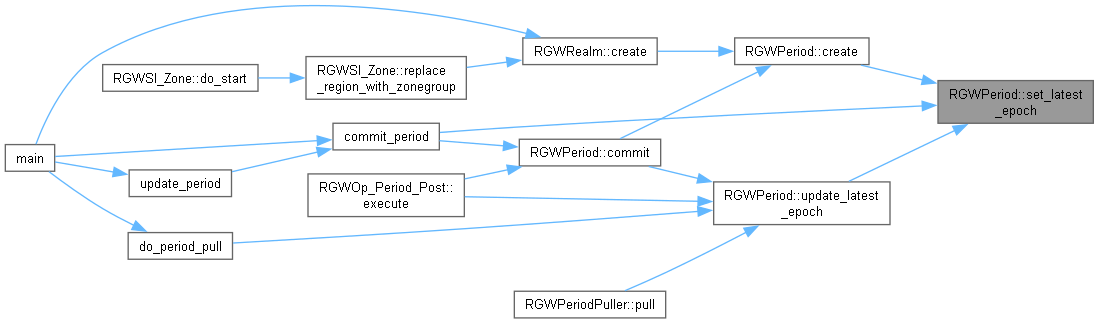 RGWRealm::create
RGWPeriod::create
RGWSI_Zone::do_start
RGWSI_Zone::replace
_region_with_zonegroup
RGWPeriod::set_latest
_epoch
commit_period
main
RGWPeriod::commit
update_period
RGWOp_Period_Post::
execute
RGWPeriod::update_latest
_epoch
do_period_pull
RGWPeriodPuller::pull